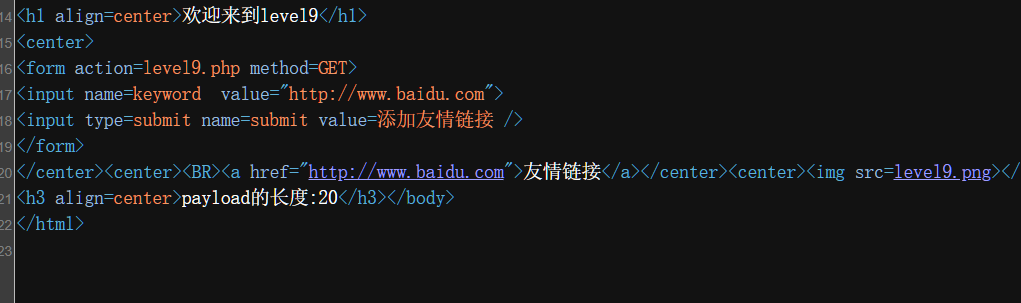 14 <h1 align=center>欢迎来到level9</h1>
15 <center>
16 <form action=level9.php method=GET>
17 <input name=keyword  value="http://www.baidu.com">
18 <input type=submit name=submit value=添加友情链接 />
19 </form>
20 </center><center><BR><a href="http://www.baidu.com">友情链接</a></center><center><img src=level9.png></
21 <h3 align=center>payload的长度:20</h3></body>
22 </html>
23